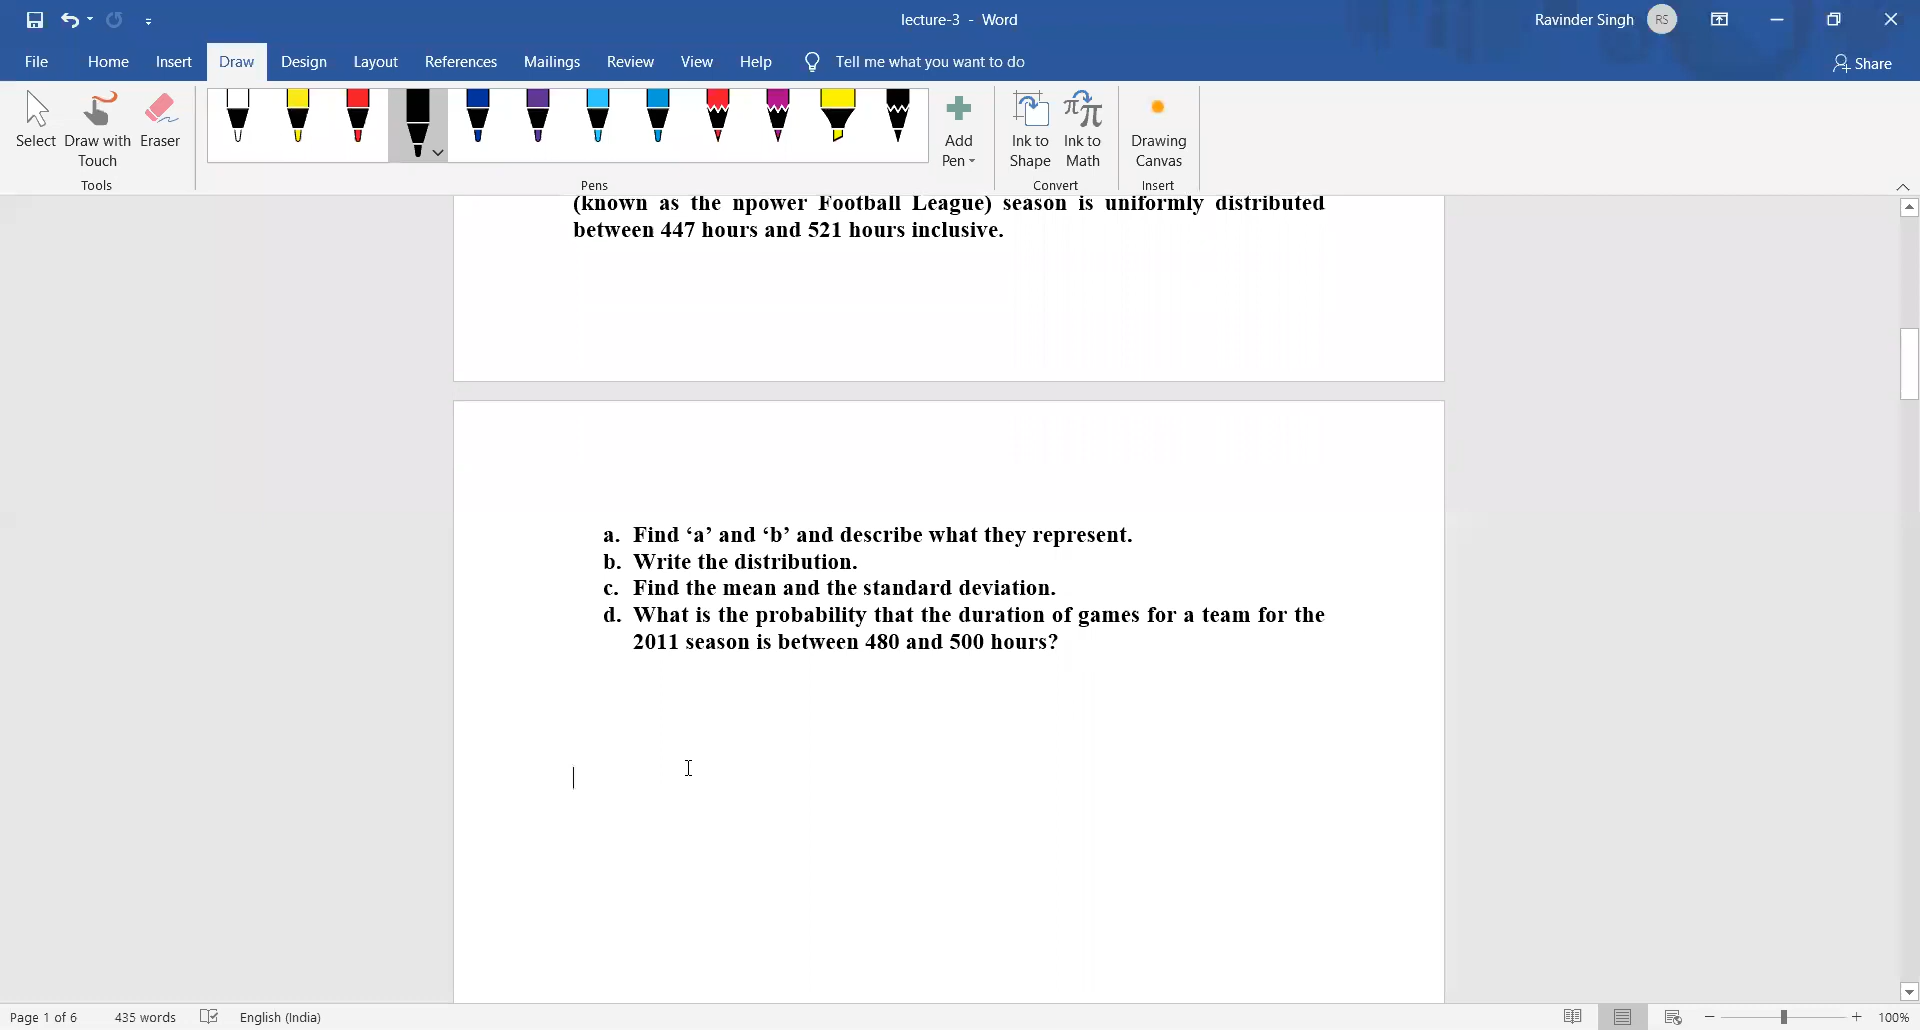 lecture-3 - Word
Ravinder Singh RS
File Home Insert Draw Design Layout References Mailings Review View Help Tell me what you want to do Share
Select Draw with Touch Eraser
Add Pen
Ink to Shape Ink to Math
Drawing Canvas
Tools Pens Convert Insert
(known as the npower Football League) season is uniformly distributed
between 447 hours and 521 hours inclusive.
a. Find ‘a’ and ‘b’ and describe what they represent.
b. Write the distribution.
c. Find the mean and the standard deviation.
d. What is the probability that the duration of games for a team for the
2011 season is between 480 and 500 hours?
Page 1 of 6 435 words English (India) 100%